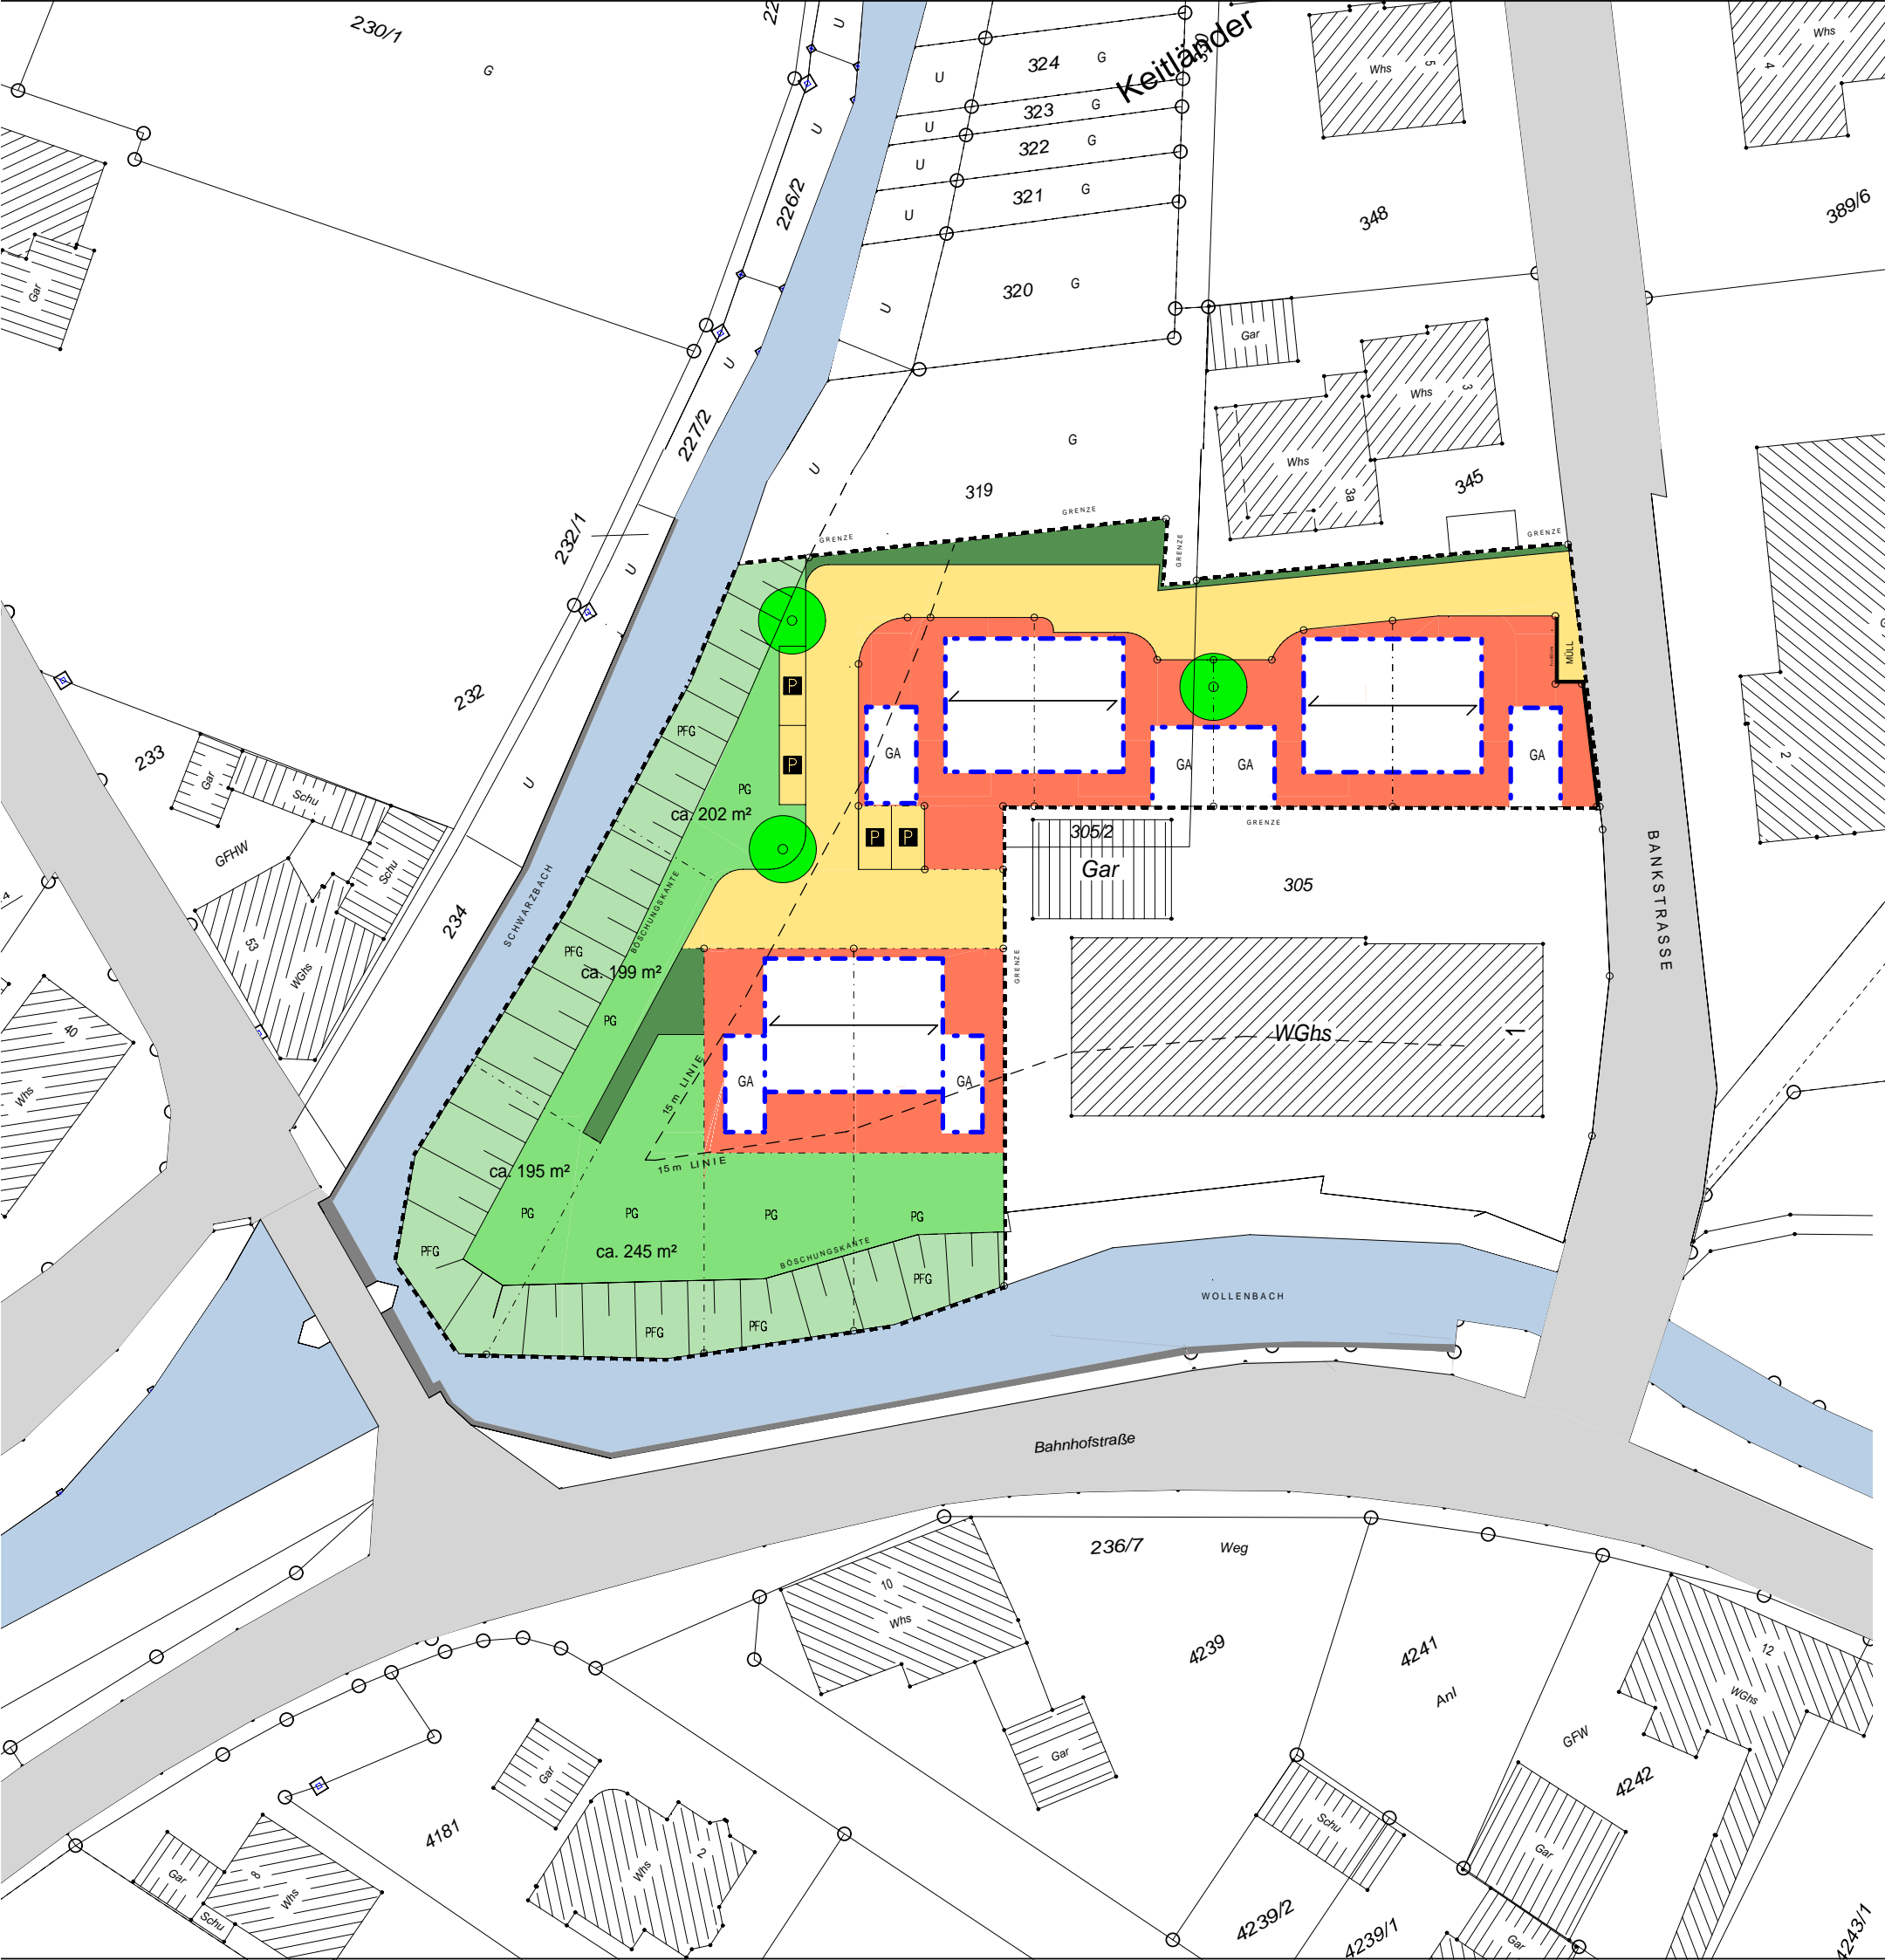 230/1
G
U
226/2
U
U
227/2
232/1
U
U
324
G
U
323
G
U
322
G
U
321
G
U
320
G
U
Keitländer
Whs
5
348
Whs
4
389/6
Gar
Gar
Whs
3
Whs
3a
345
G
U
319
GRENZE
GRENZE
GRENZE
GRENZE
MÜLL
232
233
Gar
Schu
Schu
GFHW
53
WGhs
234
U
SCHWARZBACH
40
Whs
PFG
P
P
PG
ca. 202 m²
GA
GA
GA
GA
P
P
GRENZE
305/2
Gar
305
BANKSTRASSE
2
BÖSCHUNGSKANTE
PFG
ca. 199 m²
PG
GRENZE
WGhs
1
GA
GA
15 m LINIE
15 m LINIE
ca. 195 m²
PG
PG
PG
PG
PFG
ca. 245 m²
BÖSCHUNGSKANTE
PFG
PFG
PFG
WOLLENBACH
Bahnhofstraße
236/7
Weg
10
Whs
4239
4241
Anl
12
WGhs
GFW
4242
Gar
Gar
4181
Whs
2
Gar
8
Whs
Schu
Schu
Gar
Gar
4239/2
4239/1
4243/1